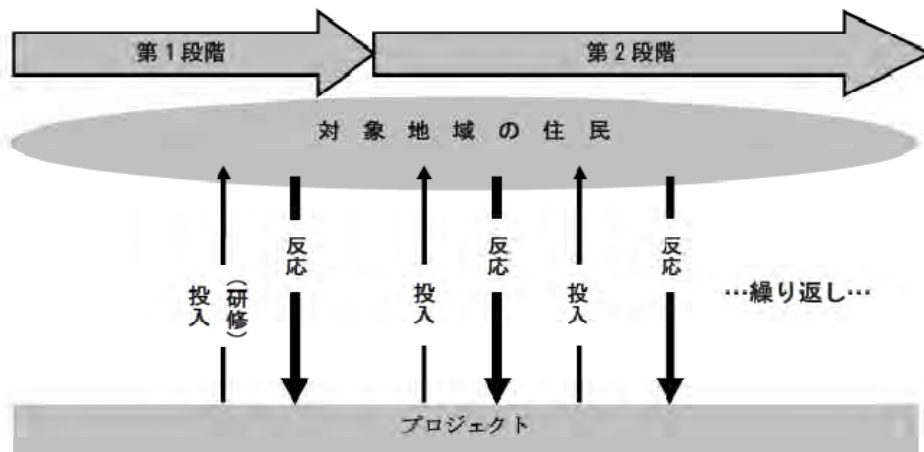 第1段階
第2段階
対象地域の住民
投入
(研修)
反応
投入
反応
投入
反応
…繰り返し…
プロジェクト